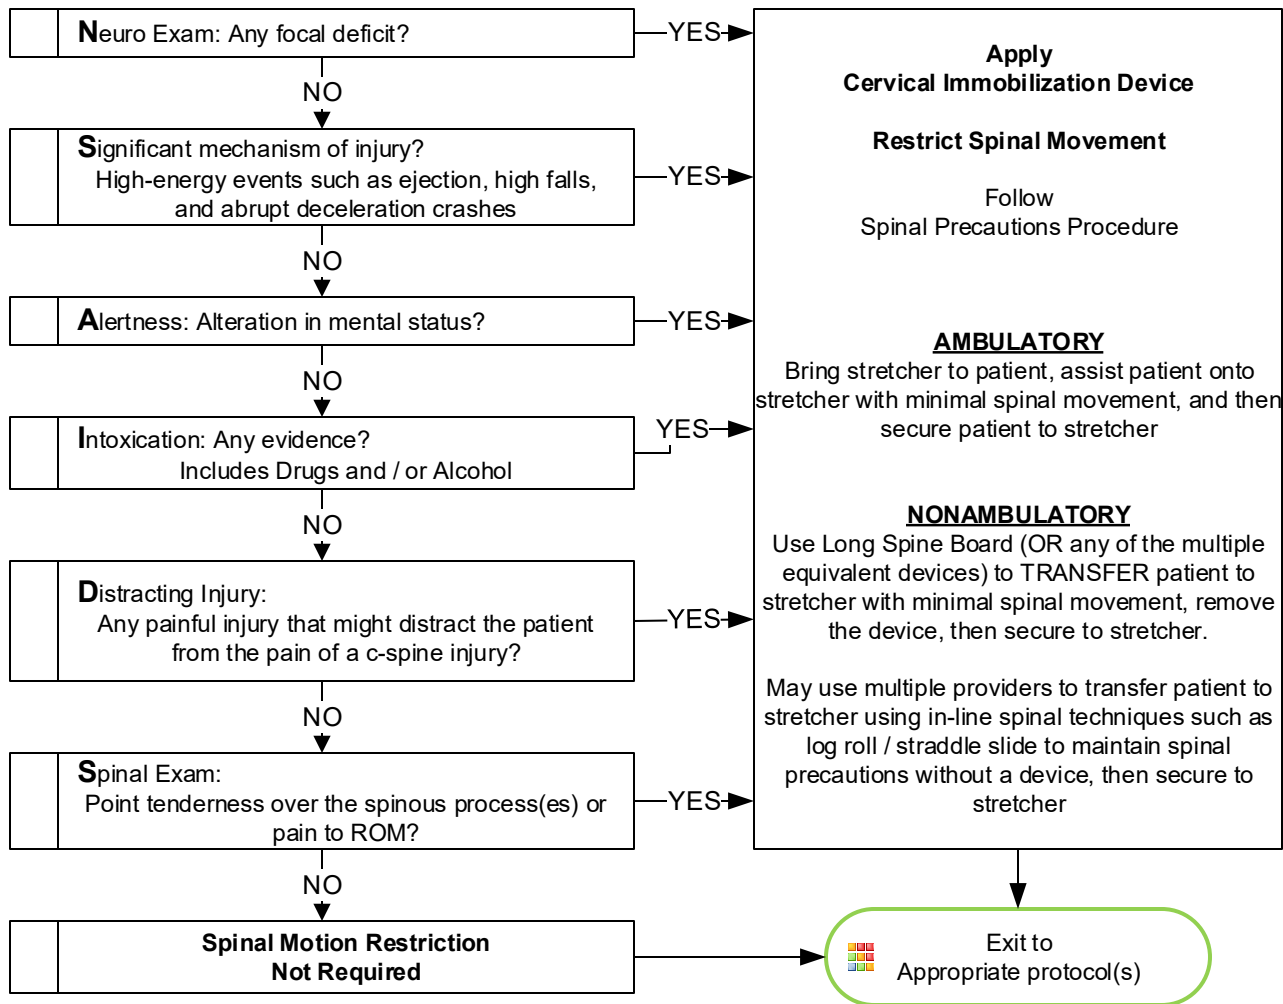 Neuro Exam: Any focal deficit?
YES
NO
Significant mechanism of injury?
High-energy events such as ejection, high falls,
and abrupt deceleration crashes
YES
NO
Alertness: Alteration in mental status?
YES
NO
Intoxication: Any evidence?
Includes Drugs and / or Alcohol
YES
NO
Distracting Injury:
Any painful injury that might distract the patient
from the pain of a c-spine injury?
YES
NO
Spinal Exam:
Point tenderness over the spinous process(es) or
pain to ROM?
YES
NO
Spinal Motion Restriction
Not Required
Apply
Cervical Immobilization Device
Restrict Spinal Movement
Follow
Spinal Precautions Procedure
AMBULATORY
Bring stretcher to patient, assist patient onto
stretcher with minimal spinal movement, and then
secure patient to stretcher
NONAMBULATORY
Use Long Spine Board (OR any of the multiple
equivalent devices) to TRANSFER patient to
stretcher with minimal spinal movement, remove
the device, then secure to stretcher.
May use multiple providers to transfer patient to
stretcher using in-line spinal techniques such as
log roll / straddle slide to maintain spinal
precautions without a device, then secure to
stretcher
Exit to
Appropriate protocol(s)